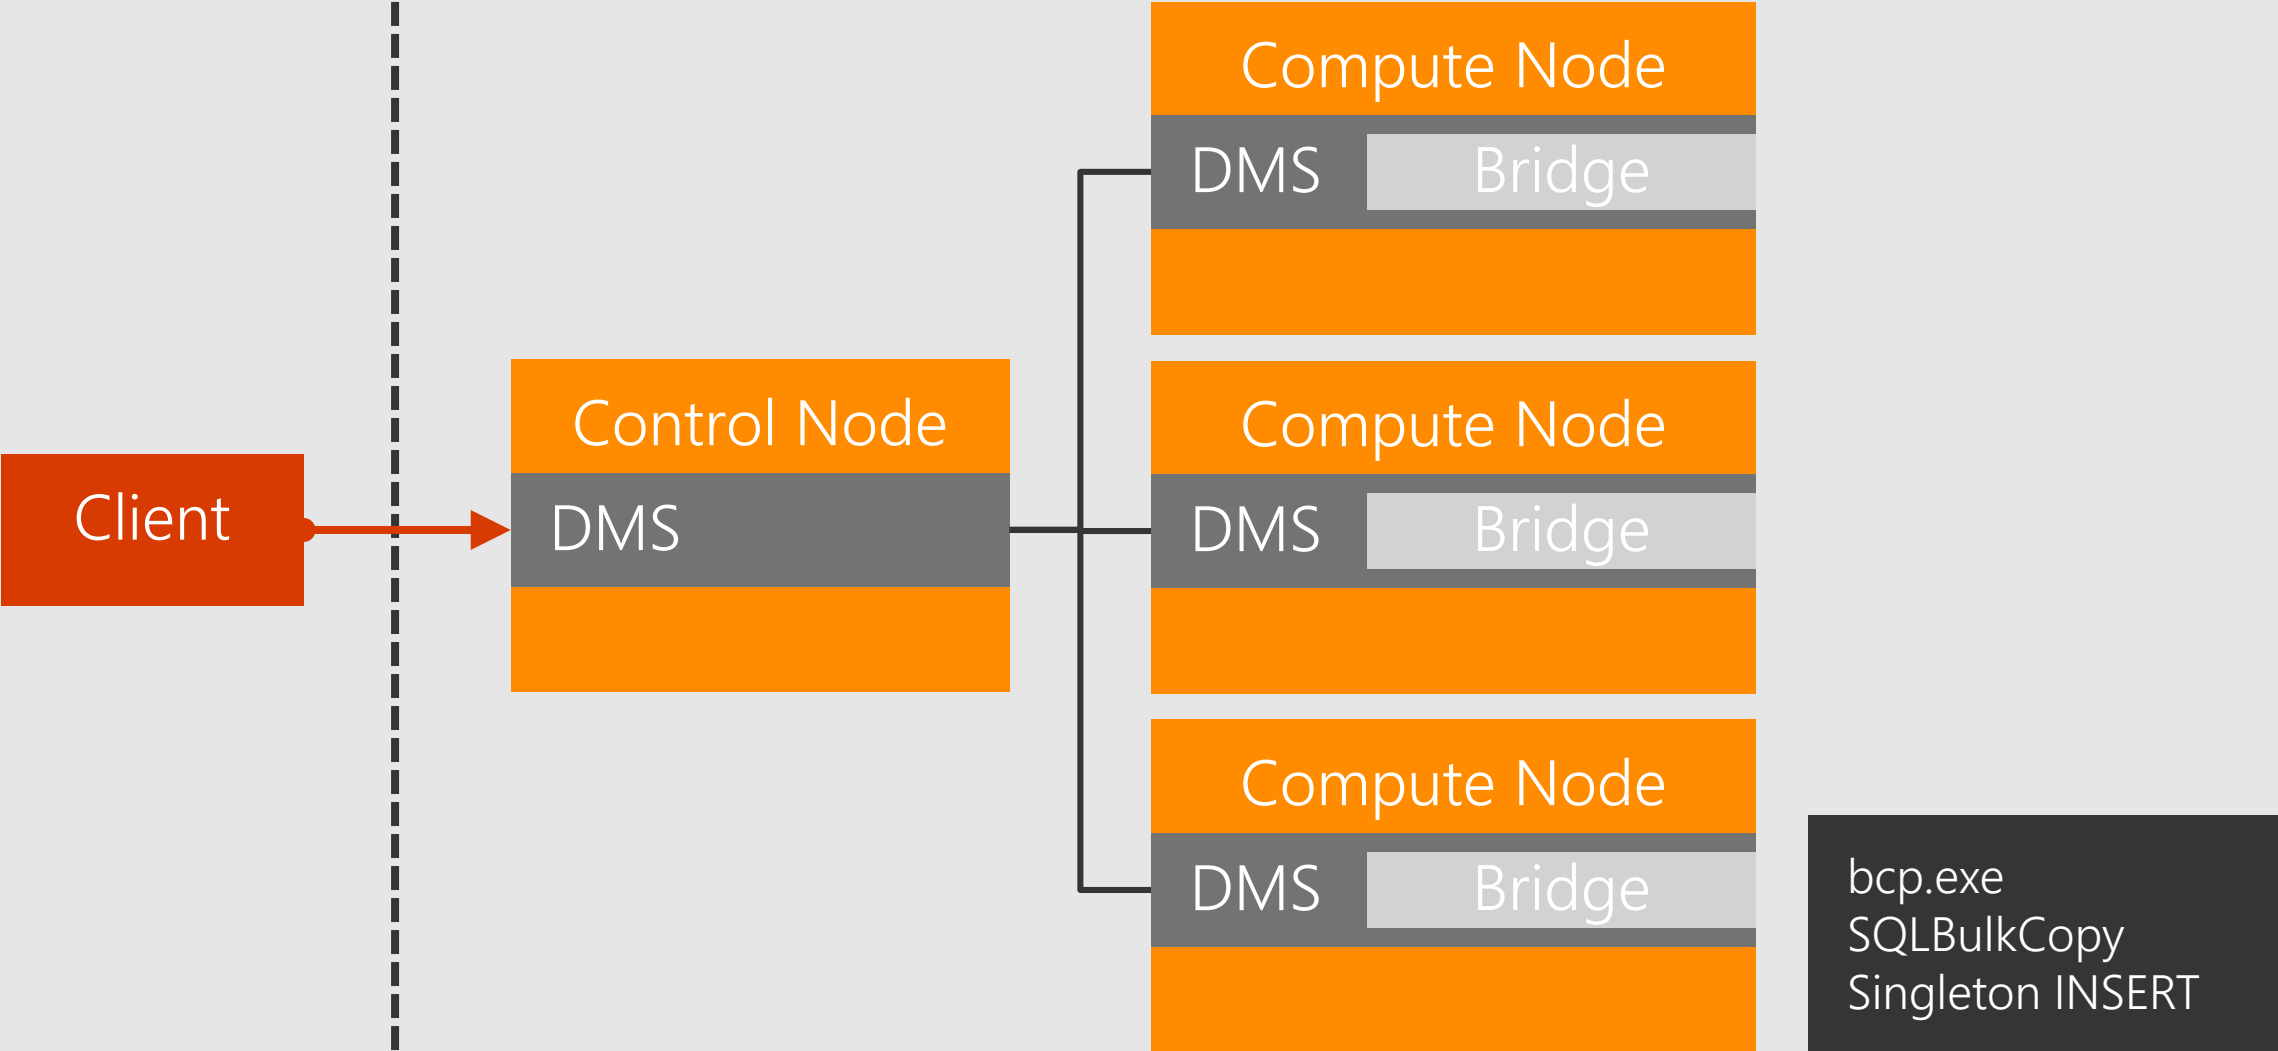 Client
Control Node
DMS
Compute Node
DMS Bridge
Compute Node
DMS Bridge
Compute Node
DMS Bridge
bcp.exe
SQLBulkCopy
Singleton INSERT